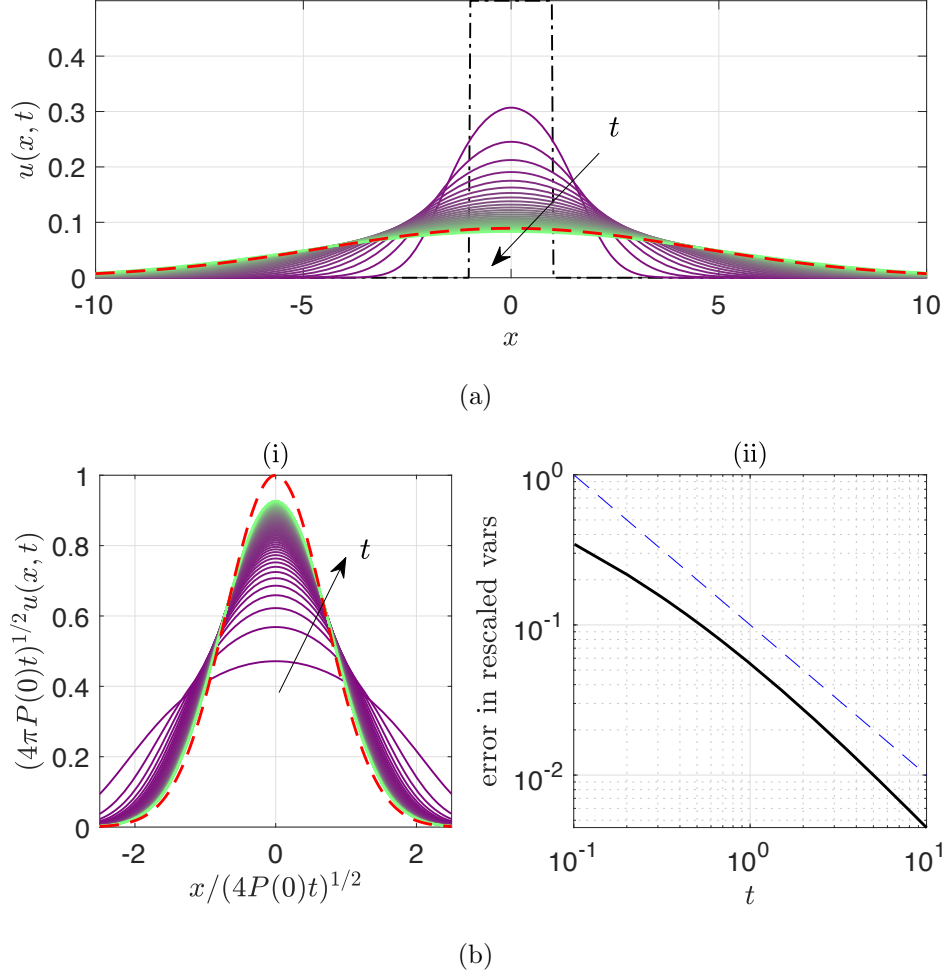 u(x, t)
0.4
0.3
0.2
0.1
0
t
-10
-5
0
5
10
x
(a)
(i)
(4πP(0)t)^{1/2}u(x, t)
1
0.8
0.6
0.4
0.2
0
t
-2
0
2
x/(4P(0)t)^{1/2}
(ii)
error in rescaled vars
10^0
10^{-1}
10^{-2}
10^{-1}
10^0
10^1
t
(b)